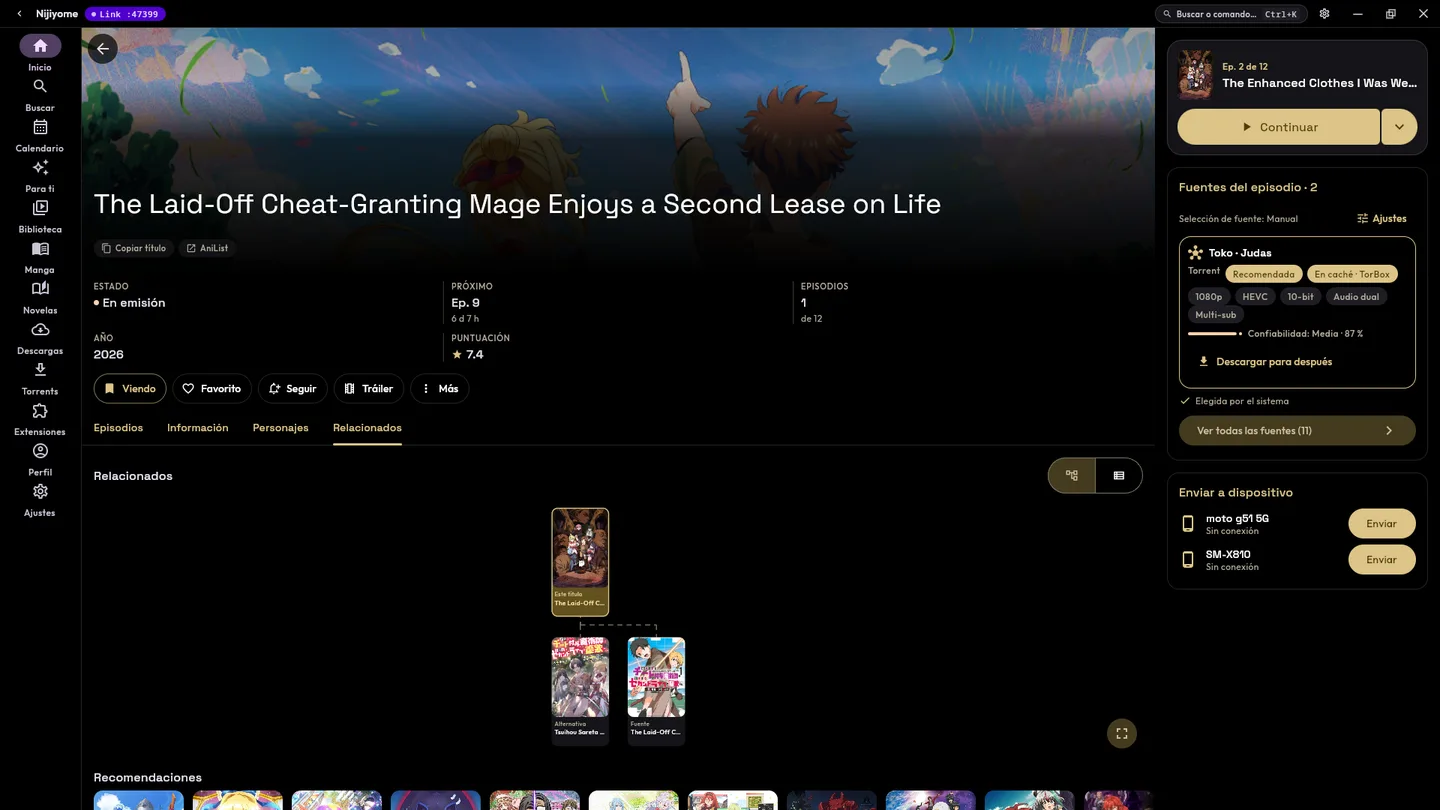 Nijiyome
Link :47399
Buscar o comando... Ctrl+K
Inicio
Buscar
Calendario
Para ti
Biblioteca
Manga
Novelas
Descargas
Torrents
Extensiones
Perfil
Ajustes
The Laid-Off Cheat-Granting Mage Enjoys a Second Lease on Life
Copiar título
AniList
ESTADO
En emisión
PRÓXIMO
Ep. 9
6 d 7 h
EPISODIOS
1
de 12
AÑO
2026
PUNTUACIÓN
7.4
Viendo
Favorito
Seguir
Tráiler
Más
Episodios
Información
Personajes
Relacionados
Relacionados
Este título
The Laid-Off C...
Alternativa
Tsuihou Sareta ...
Fuente
The Laid-Off C...
Recomendaciones
Ep. 2 de 12
The Enhanced Clothes I Was We...
Continuar
Fuentes del episodio · 2
Selección de fuente: Manual
Ajustes
Toko · Judas
Torrent
Recomendada
En caché · TorBox
1080p
HEVC
10-bit
Audio dual
Multi-sub
Confiabilidad: Media · 87 %
Descargar para después
Elegida por el sistema
Ver todas las fuentes (11)
Enviar a dispositivo
moto g51 5G
Sin conexión
Enviar
SM-X810
Sin conexión
Enviar